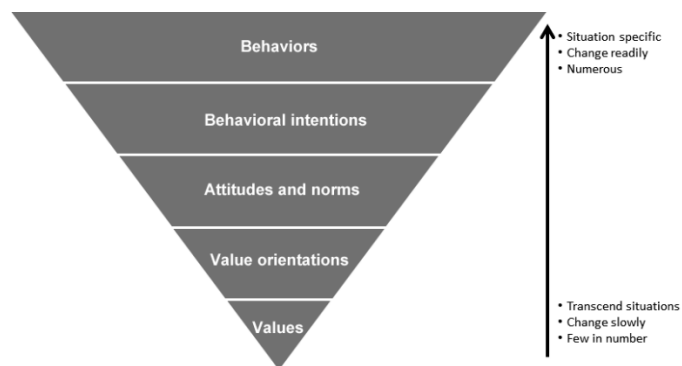 Behaviors
Behavioral intentions
Attitudes and norms
Value orientations
Values
• Situation specific
• Change readily
• Numerous
• Transcend situations
• Change slowly
• Few in number